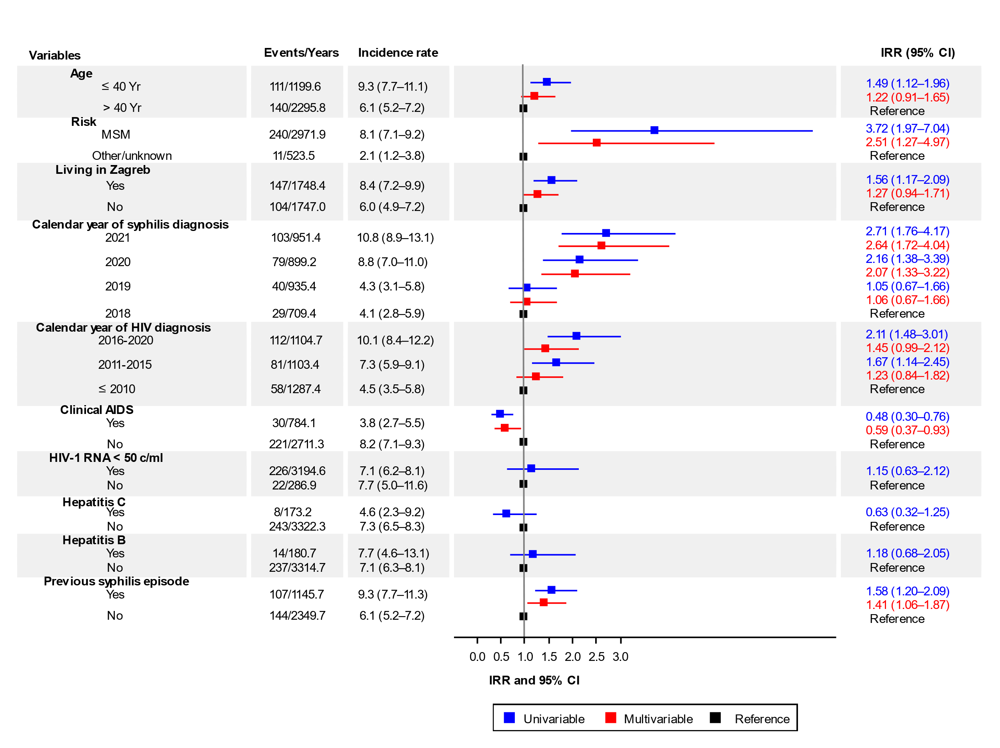 Variables Events/Years Incidence rate IRR (95% CI)
Age
≤ 40 Yr 111/1199.6 9.3 (7.7–11.1) 1.49 (1.12–1.96)
1.22 (0.91–1.65)
> 40 Yr 140/2295.8 6.1 (5.2–7.2) Reference
Risk
MSM 240/2971.9 8.1 (7.1–9.2) 3.72 (1.97–7.04)
2.51 (1.27–4.97)
Other/unknown 11/523.5 2.1 (1.2–3.8) Reference
Living in Zagreb
Yes 147/1748.4 8.4 (7.2–9.9) 1.56 (1.17–2.09)
1.27 (0.94–1.71)
No 104/1747.0 6.0 (4.9–7.2) Reference
Calendar year of syphilis diagnosis
2021 103/951.4 10.8 (8.9–13.1) 2.71 (1.76–4.17)
2.64 (1.72–4.04)
2020 79/899.2 8.8 (7.0–11.0) 2.16 (1.38–3.39)
2.07 (1.33–3.22)
2019 40/935.4 4.3 (3.1–5.8) 1.05 (0.67–1.66)
1.06 (0.67–1.66)
2018 29/709.4 4.1 (2.8–5.9) Reference
Calendar year of HIV diagnosis
2016-2020 112/1104.7 10.1 (8.4–12.2) 2.11 (1.48–3.01)
1.45 (0.99–2.12)
2011-2015 81/1103.4 7.3 (5.9–9.1) 1.67 (1.14–2.45)
1.23 (0.84–1.82)
≤ 2010 58/1287.4 4.5 (3.5–5.8) Reference
Clinical AIDS
Yes 30/784.1 3.8 (2.7–5.5) 0.48 (0.30–0.76)
0.59 (0.37–0.93)
No 221/2711.3 8.2 (7.1–9.3) Reference
HIV-1 RNA < 50 c/ml
Yes 226/3194.6 7.1 (6.2–8.1) 1.15 (0.63–2.12)
No 22/286.9 7.7 (5.0–11.6) Reference
Hepatitis C
Yes 8/173.2 4.6 (2.3–9.2) 0.63 (0.32–1.25)
No 243/3322.3 7.3 (6.5–8.3) Reference
Hepatitis B
Yes 14/180.7 7.7 (4.6–13.1) 1.18 (0.68–2.05)
No 237/3314.7 7.1 (6.3–8.1) Reference
Previous syphilis episode
Yes 107/1145.7 9.3 (7.7–11.3) 1.58 (1.20–2.09)
1.41 (1.06–1.87)
No 144/2349.7 6.1 (5.2–7.2) Reference
0.0 0.5 1.0 1.5 2.0 2.5 3.0
IRR and 95% CI
Univariable Multivariable Reference